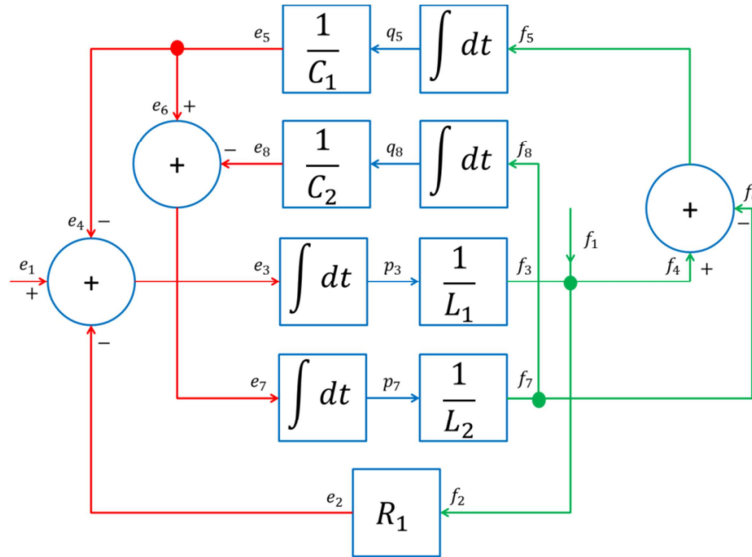 e₅ 1/C₁ q₅ ∫ dt f₅
e₆ +
− e₈ 1/C₂ q₈ ∫ dt f₈
+ + f
−
e₄ − f₁
e₁ + + e₃ ∫ dt p₃ 1/L₁ f₃ f₄ +
−
e₇ ∫ dt p₇ 1/L₂ f₇
e₂ R₁ f₂